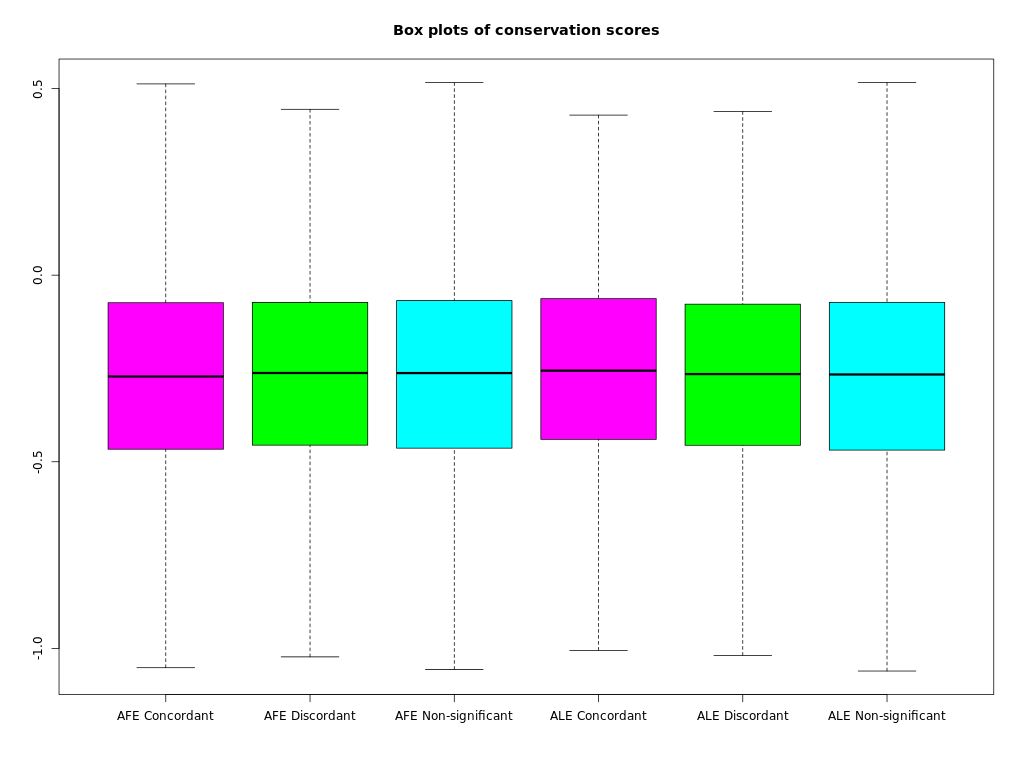 Box plots of conservation scores
0.5
0.0
-0.5
-1.0
AFE Concordant AFE Discordant AFE Non-significant ALE Concordant ALE Discordant ALE Non-significant